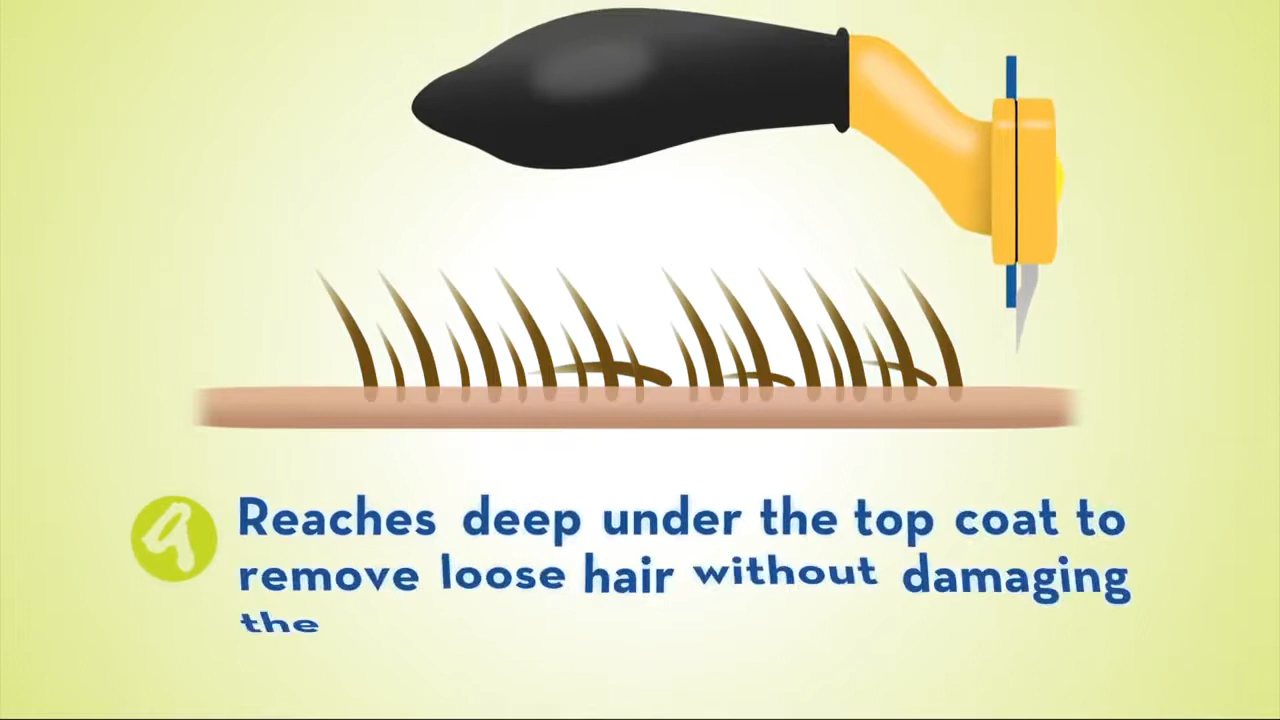 Reaches deep under the top coat to
remove loose hair without damaging
the